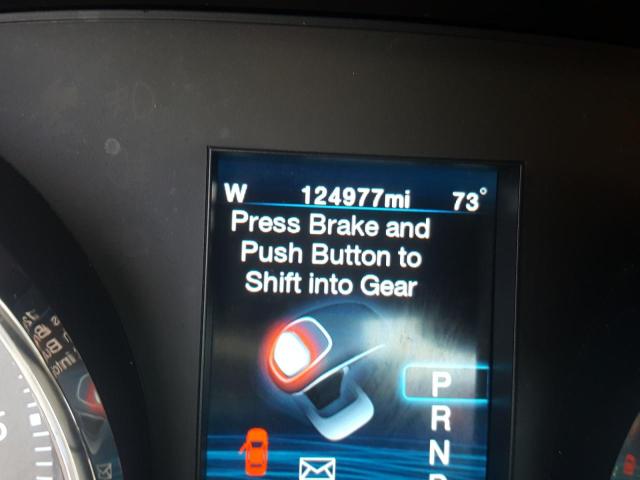 W 124977mi 73°
Press Brake and
Push Button to
Shift into Gear
P
R
N